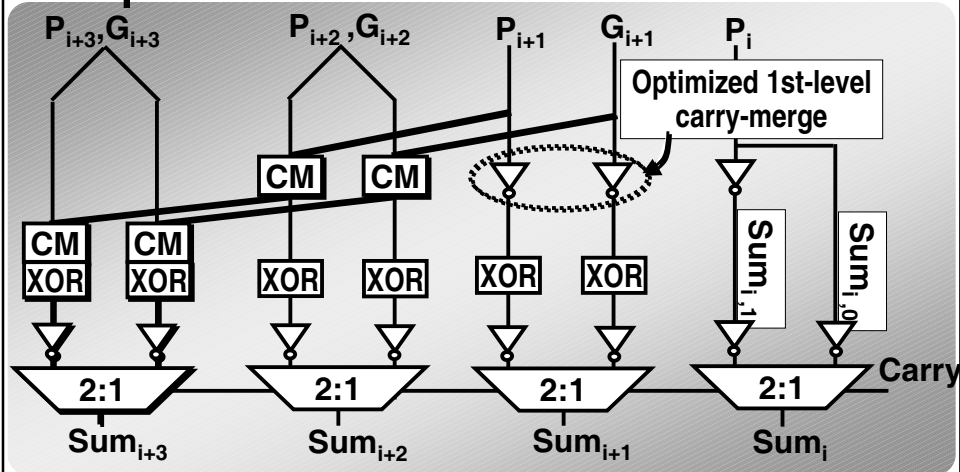 Pi+3,Gi+3
Pi+2,Gi+2
Pi+1
Gi+1
Pi
Optimized 1st-level
carry-merge
CM
CM
CM
CM
XOR
XOR
XOR
XOR
XOR
XOR
Sumi,1
Sumi,0
2:1
2:1
2:1
2:1
Carry
Sumi+3
Sumi+2
Sumi+1
Sumi